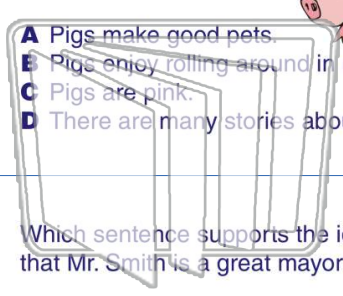 A Pigs make good pets.
B Pigs enjoy rolling around in
C Pigs are pink.
D There are many stories abou
Which sentence supports the i
that Mr. Smith is a great mayor